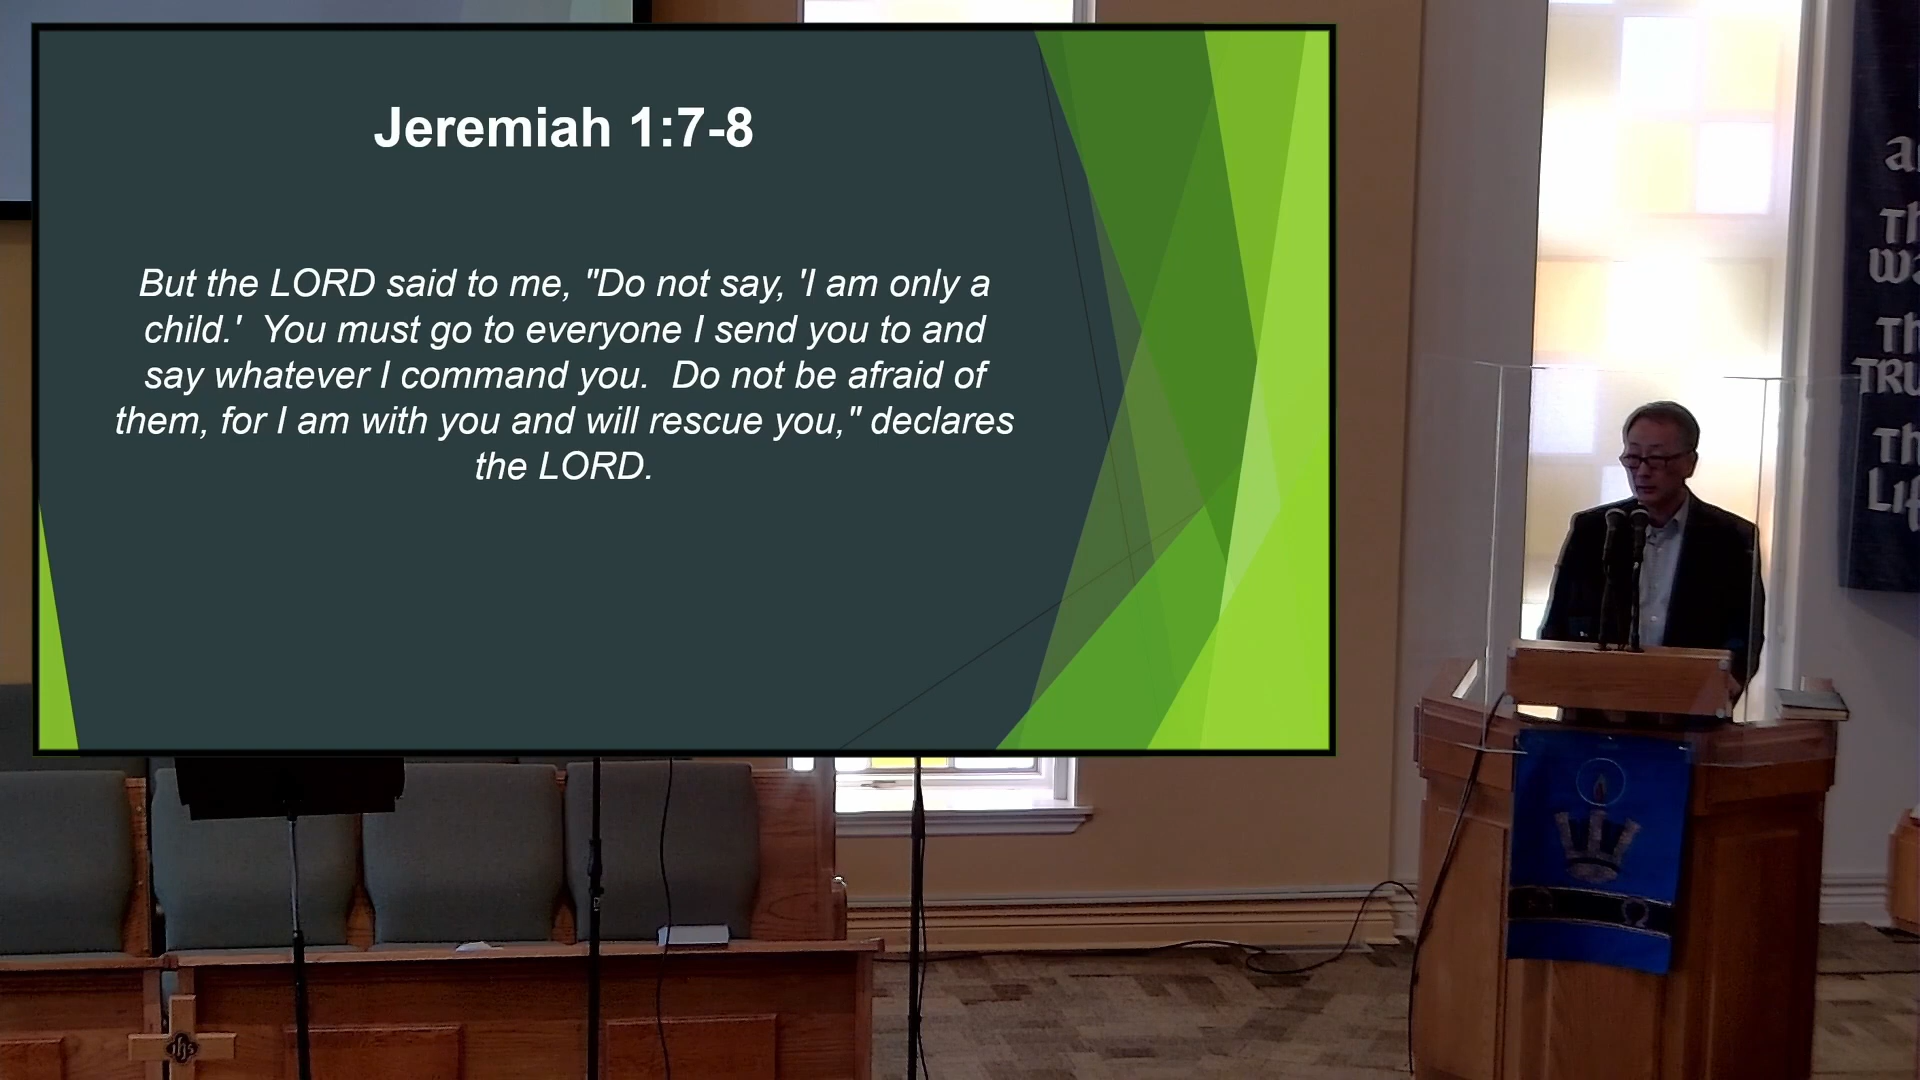 Jeremiah 1:7-8
But the LORD said to me, "Do not say, 'I am only a
child.'  You must go to everyone I send you to and
say whatever I command you.  Do not be afraid of
them, for I am with you and will rescue you," declares
the LORD.
ihs